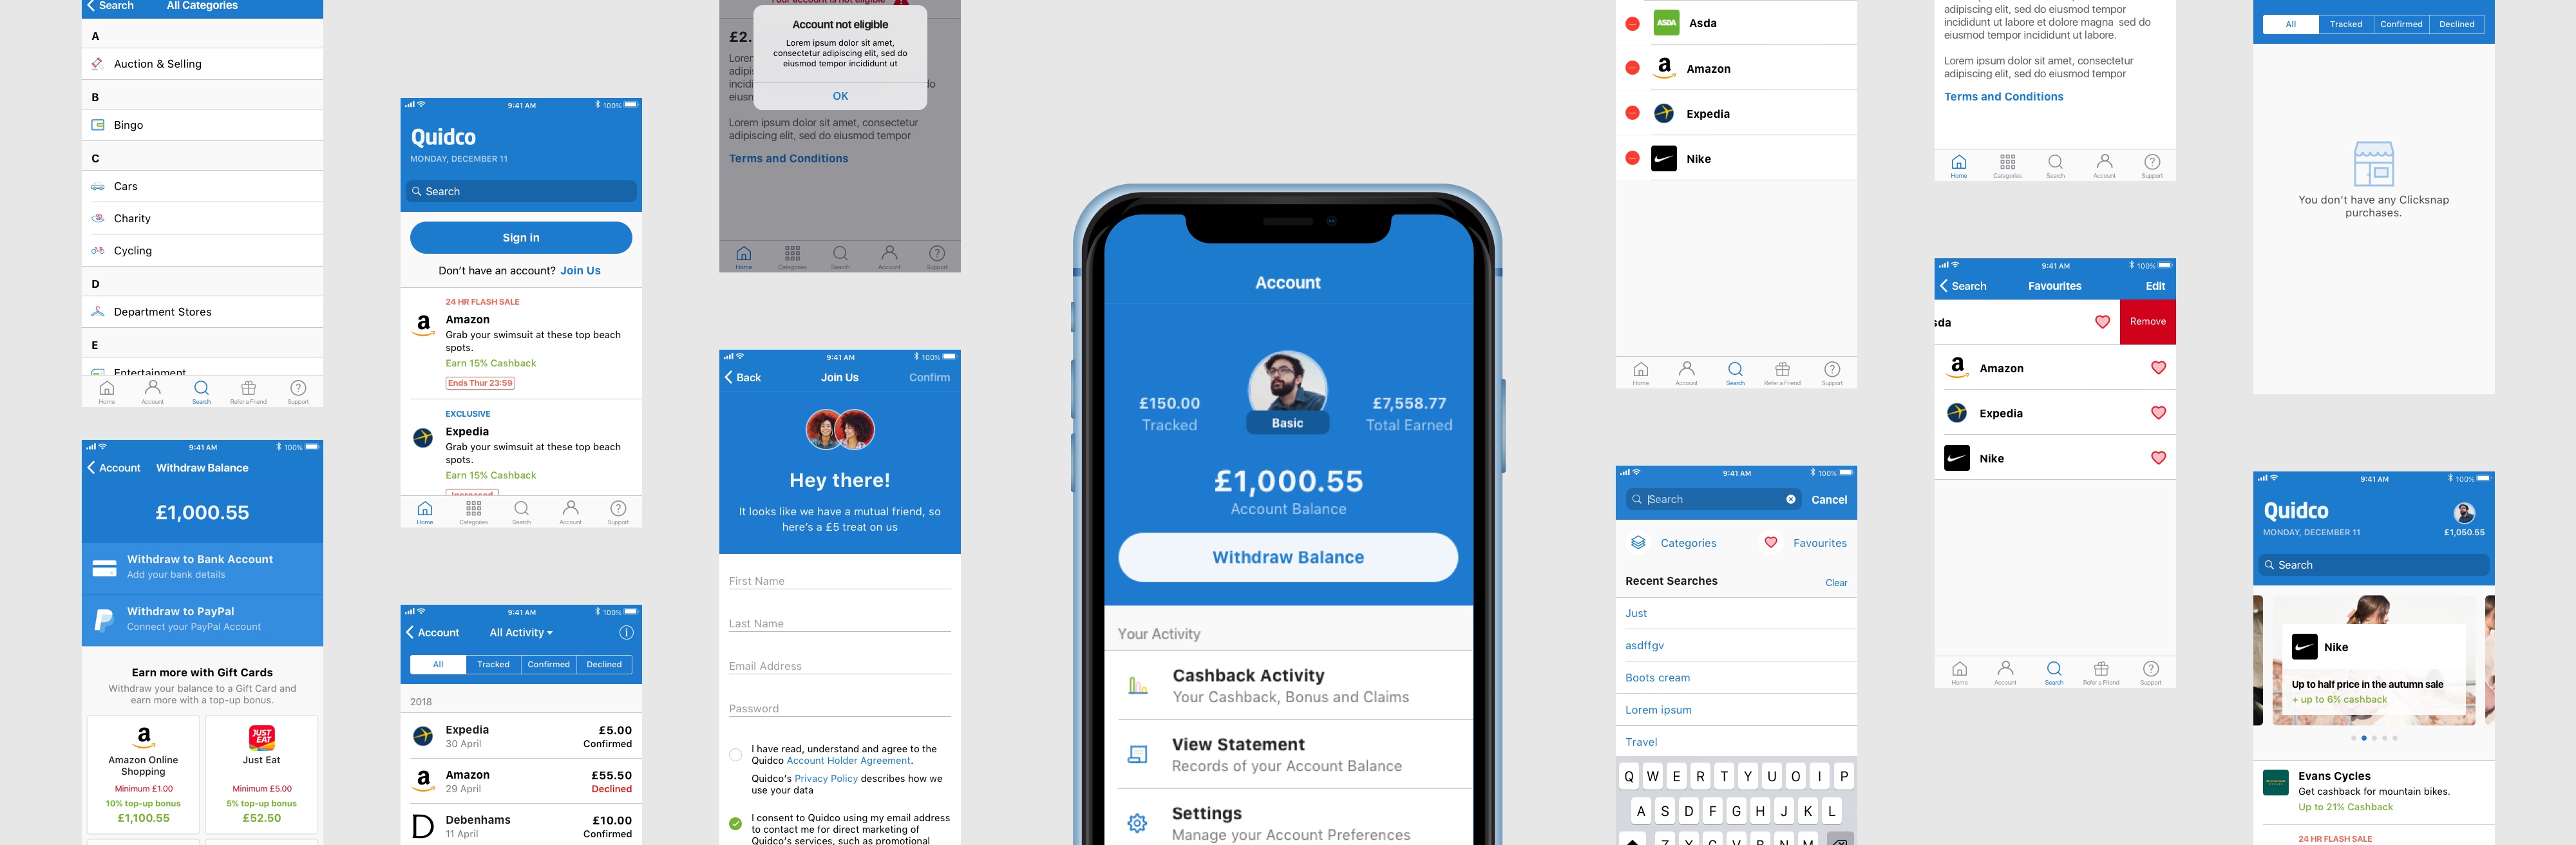 Search
All Categories
A
Auction & Selling
B
Bingo
C
Cars
Charity
Cycling
D
Department Stores
E
Entertainment
Home
Account
Search
Refer a Friend
Support
9:41 AM
100%
Account
Withdraw Balance
£1,000.55
Withdraw to Bank Account
Add your bank details
Withdraw to PayPal
Connect your PayPal Account
Earn more with Gift Cards
Withdraw your balance to a Gift Card and
earn more with a top-up bonus.
Amazon Online
Shopping
Minimum £1.00
10% top-up bonus
£1,100.55
JUST
EAT
Just Eat
Minimum £5.00
5% top-up bonus
£52.50
9:41 AM
100%
Quidco
MONDAY, DECEMBER 11
Search
Sign in
Don't have an account? Join Us
24 HR FLASH SALE
Amazon
Grab your swimsuit at these top beach
spots.
Earn 15% Cashback
Ends Thur 23:59
EXCLUSIVE
Expedia
Grab your swimsuit at these top beach
spots.
Earn 15% Cashback
Increased
Home
Categories
Search
Account
Support
9:41 AM
100%
Account
All Activity
All
Tracked
Confirmed
Declined
2018
Expedia
£5.00
30 April
Confirmed
Amazon
£55.50
29 April
Declined
Debenhams
£10.00
11 April
Confirmed
Your account is not eligible
Account not eligible
Lorem ipsum dolor sit amet,
consectetur adipiscing elit, sed do
eiusmod tempor incididunt ut
OK
£2.
Lorem
adipis
incidi
do
eiusm
Lorem ipsum dolor sit amet, consectetur
adipiscing elit, sed do eiusmod tempor
Terms and Conditions
Home
Categories
Search
Account
Support
9:41 AM
100%
Back
Join Us
Confirm
Hey there!
It looks like we have a mutual friend, so
here's a £5 treat on us
First Name
Last Name
Email Address
Password
I have read, understand and agree to the
Quidco Account Holder Agreement.
Quidco's Privacy Policy describes how we
use your data
I consent to Quidco using my email address
to contact me for direct marketing of
Quidco's services, such as promotional
Account
£150.00
Tracked
Basic
£7,558.77
Total Earned
£1,000.55
Account Balance
Withdraw Balance
Your Activity
Cashback Activity
Your Cashback, Bonus and Claims
View Statement
Records of your Account Balance
Settings
Manage your Account Preferences
ASDA
Asda
Amazon
Expedia
Nike
Home
Account
Search
Refer a Friend
Support
9:41 AM
100%
Search
Cancel
Categories
Favourites
Recent Searches
Clear
Just
asdffgv
Boots cream
Lorem ipsum
Travel
Q W E R T Y U O I P
A S D F G H J K L
Z X C V B N M
adipiscing elit, sed do eiusmod tempor
incididunt ut labore et dolore magna sed do
eiusmod tempor incididunt ut labore.
Lorem ipsum dolor sit amet, consectetur
adipiscing elit, sed do eiusmod tempor
Terms and Conditions
Home
Categories
Search
Account
Support
9:41 AM
100%
Search
Favourites
Edit
sda
Remove
Amazon
Expedia
Nike
Home
Account
Search
Refer a Friend
Support
All
Tracked
Confirmed
Declined
You don't have any Clicksnap
purchases.
9:41 AM
100%
Quidco
MONDAY, DECEMBER 11
£1,050.55
Search
Nike
Up to half price in the autumn sale
+ up to 6% cashback
Evans Cycles
Get cashback for mountain bikes.
Up to 21% Cashback
24 HR FLASH SALE